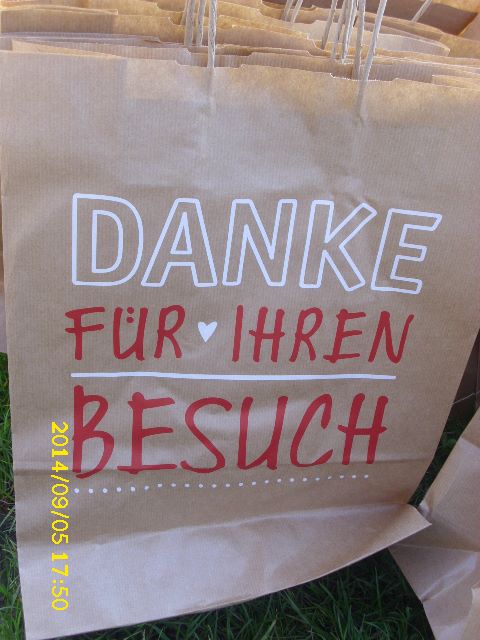 DANKE
FÜR IHREN
BESUCH
2014/09/05 17:50